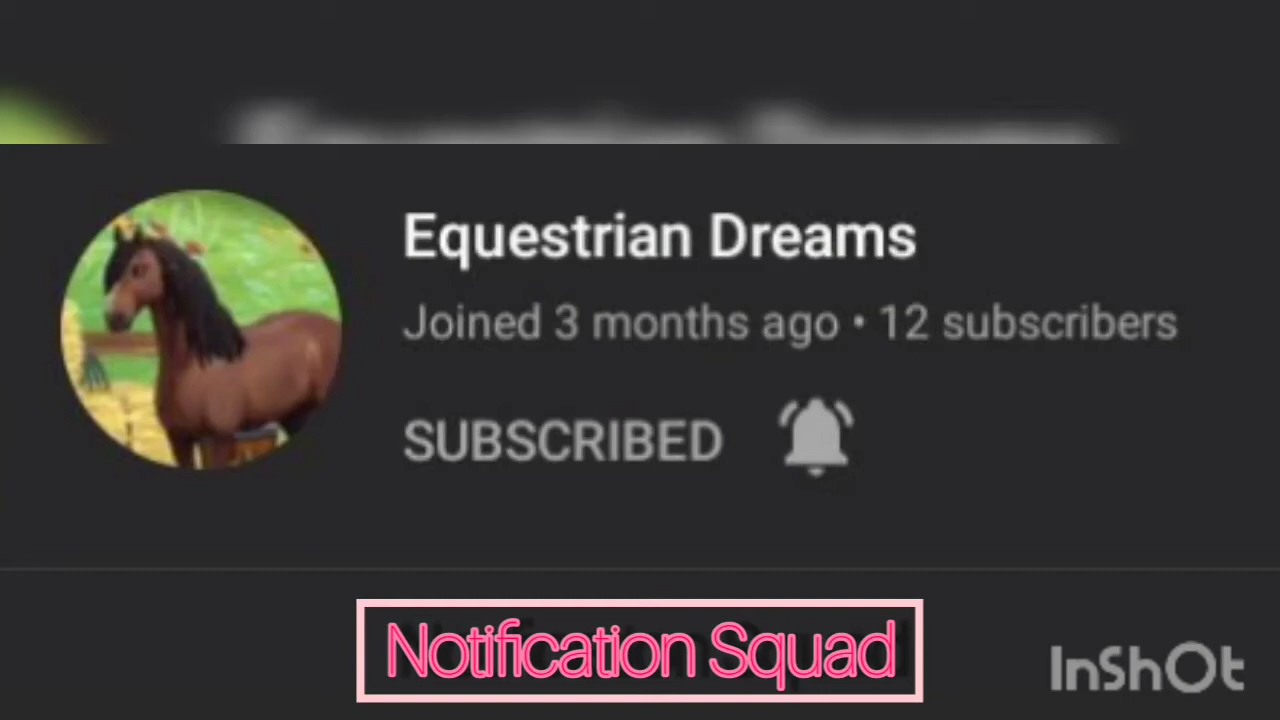 Equestrian Dreams
Joined 3 months ago • 12 subscribers
SUBSCRIBED
Notification Squad
InShOt